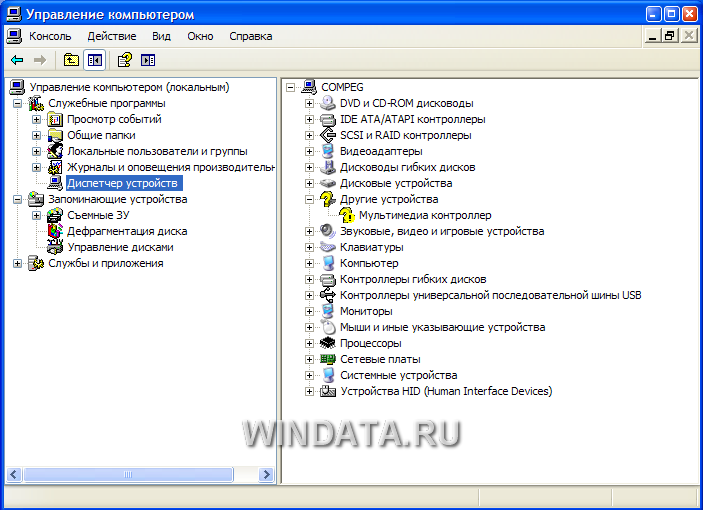 Управление компьютером
Консоль Действие Вид Окно Справка
Управление компьютером (локальным)
Служебные программы
Просмотр событий
Общие папки
Локальные пользователи и группы
Журналы и оповещения производительн
Диспетчер устройств
Запоминающие устройства
Съемные ЗУ
Дефрагментация диска
Управление дисками
Службы и приложения
COMPEG
DVD и CD-ROM дисководы
IDE ATA/ATAPI контроллеры
SCSI и RAID контроллеры
Видеоадаптеры
Дисководы гибких дисков
Дисковые устройства
Другие устройства
Мультимедиа контроллер
Звуковые, видео и игровые устройства
Клавиатуры
Компьютер
Контроллеры гибких дисков
Контроллеры универсальной последовательной шины USB
Мониторы
Мыши и иные указывающие устройства
Процессоры
Сетевые платы
Системные устройства
Устройства HID (Human Interface Devices)
WINDATA.RU